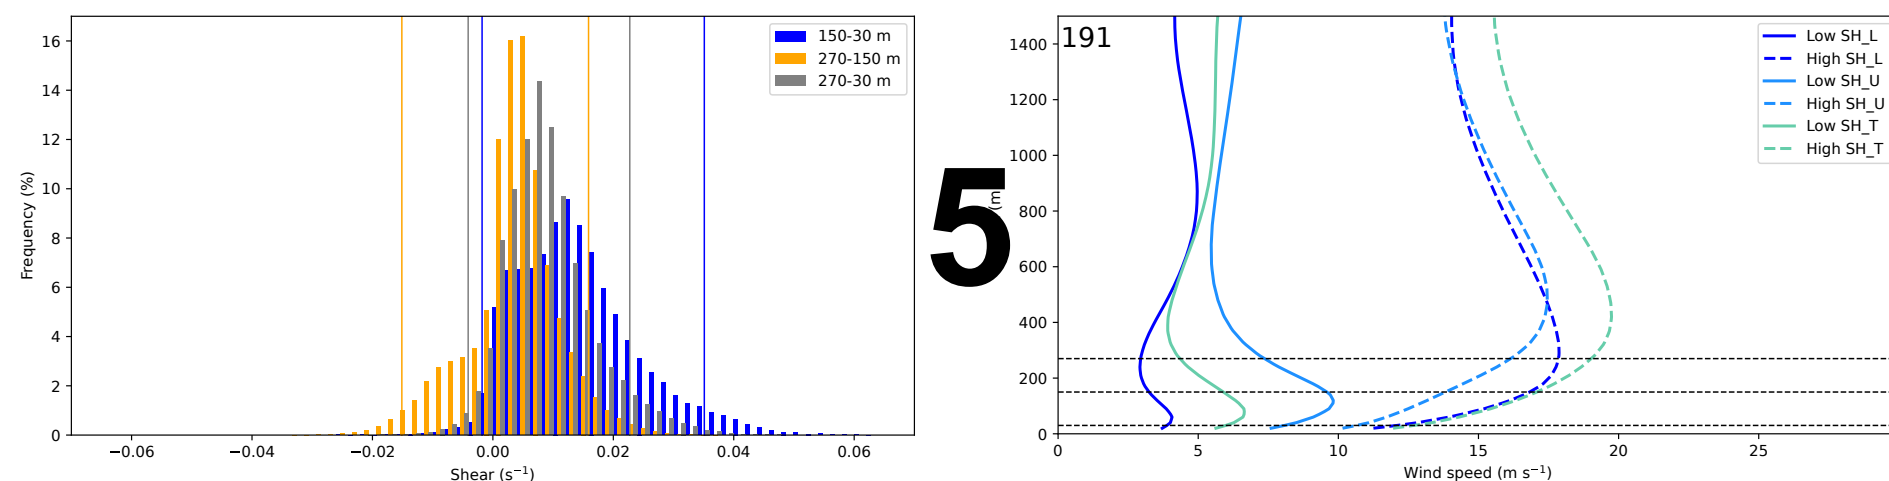 16
14
12
10
8
6
4
2
0
Frequency (%)
−0.06 −0.04 −0.02 0.00 0.02 0.04 0.06
Shear (s⁻¹)
150-30 m
270-150 m
270-30 m
5
(m
191
1400
1200
1000
800
600
400
200
0
0 5 10 15 20 25
Wind speed (m s⁻¹)
Low SH_L
High SH_L
Low SH_U
High SH_U
Low SH_T
High SH_T